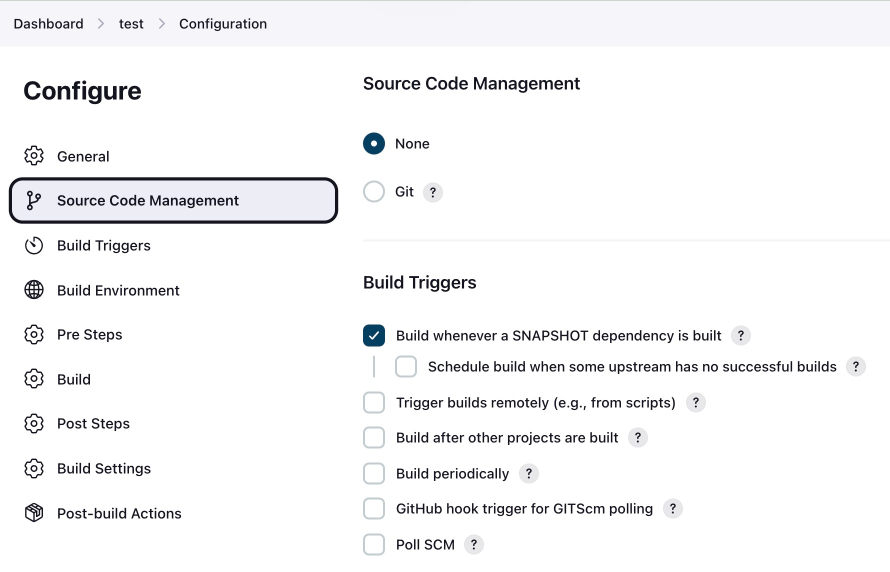 Dashboard > test > Configuration
Configure
General
Source Code Management
Build Triggers
Build Environment
Pre Steps
Build
Post Steps
Build Settings
Post-build Actions
Source Code Management
None
Git ?
Build Triggers
Build whenever a SNAPSHOT dependency is built ?
Schedule build when some upstream has no successful builds ?
Trigger builds remotely (e.g., from scripts) ?
Build after other projects are built ?
Build periodically ?
GitHub hook trigger for GITScm polling ?
Poll SCM ?